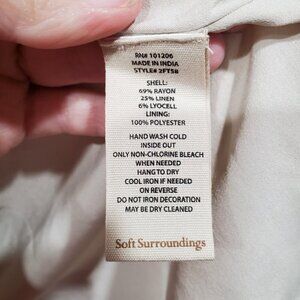 RN# 101206
MADE IN INDIA
STYLE# 2FT5B
SHELL:
69% RAYON
25% LINEN
6% LYOCELL
LINING:
100% POLYESTER
HAND WASH COLD
INSIDE OUT
ONLY NON-CHLORINE BLEACH
WHEN NEEDED
HANG TO DRY
COOL IRON IF NEEDED
ON REVERSE
DO NOT IRON DECORATION
MAY BE DRY CLEANED
Soft Surroundings